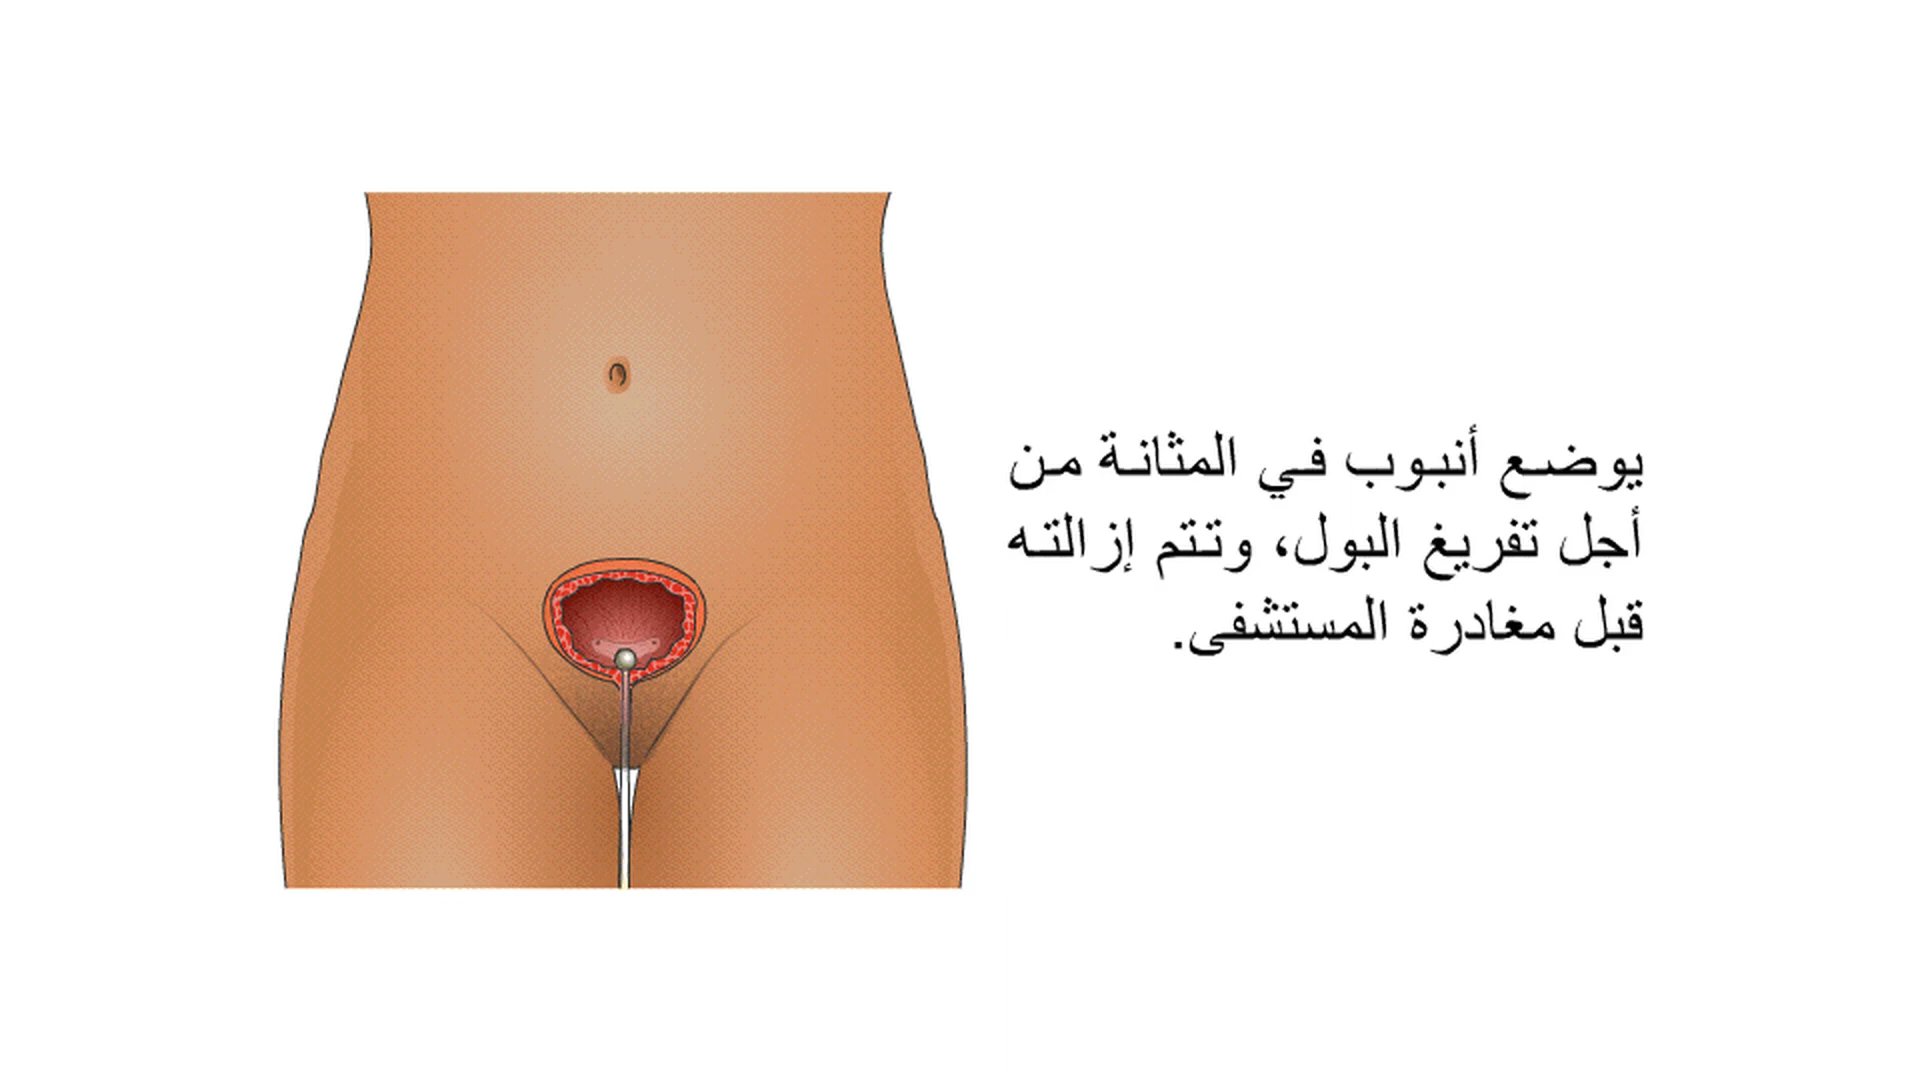 يوضع أنبوب في المثانة من
أجل تفريغ البول، وتتم إزالته
قبل مغادرة المستشفى.